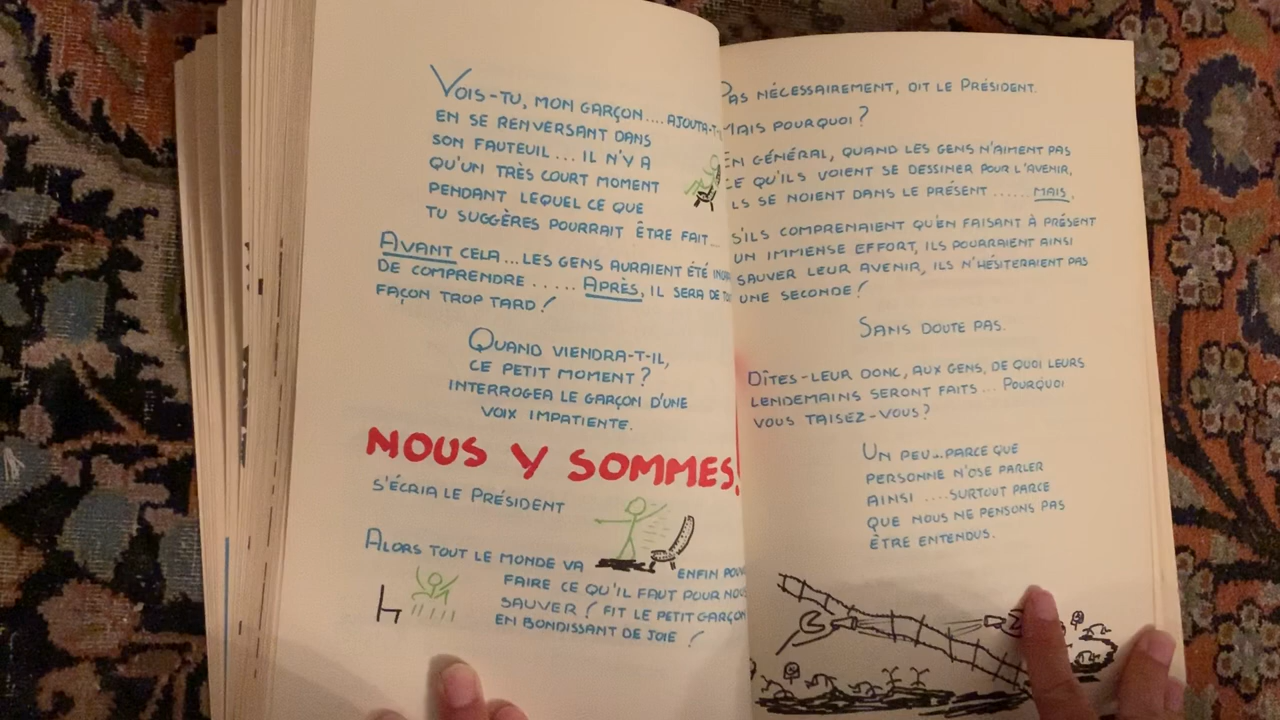 Vois-tu, mon garçon.... ajouta-t-
en se renversant dans
son fauteuil... il n'y a
qu'un très court moment
pendant lequel ce que
tu suggères pourrait être fait...
Avant cela... les gens auraient été
de comprendre ..... Après, il sera de
façon trop tard!
Quand viendra-t-il,
ce petit moment?
interrogea le garçon d'une
voix impatiente.
NOUS Y SOMMES!
s'écria le Président
Alors tout le monde va
enfin
faire ce qu'il faut pour nous
sauver! fit le petit garçon
en bondissant de joie!
Pas nécessairement, dit le Président.
Mais pourquoi?
En général, quand les gens n'aiment pas
ce qu'ils voient se dessiner pour l'avenir,
ils se noient dans le présent ...... mais,
s'ils comprenaient qu'en faisant à présent
un immense effort, ils pourraient ainsi
sauver leur avenir, ils n'hésiteraient pas
une seconde!
Sans doute pas.
Dîtes-leur donc, aux gens, de quoi leurs
lendemains seront faits... Pourquoi
vous taisez-vous?
Un peu...parce que
personne n'ose parler
ainsi ....surtout parce
que nous ne pensons pas
être entendus.